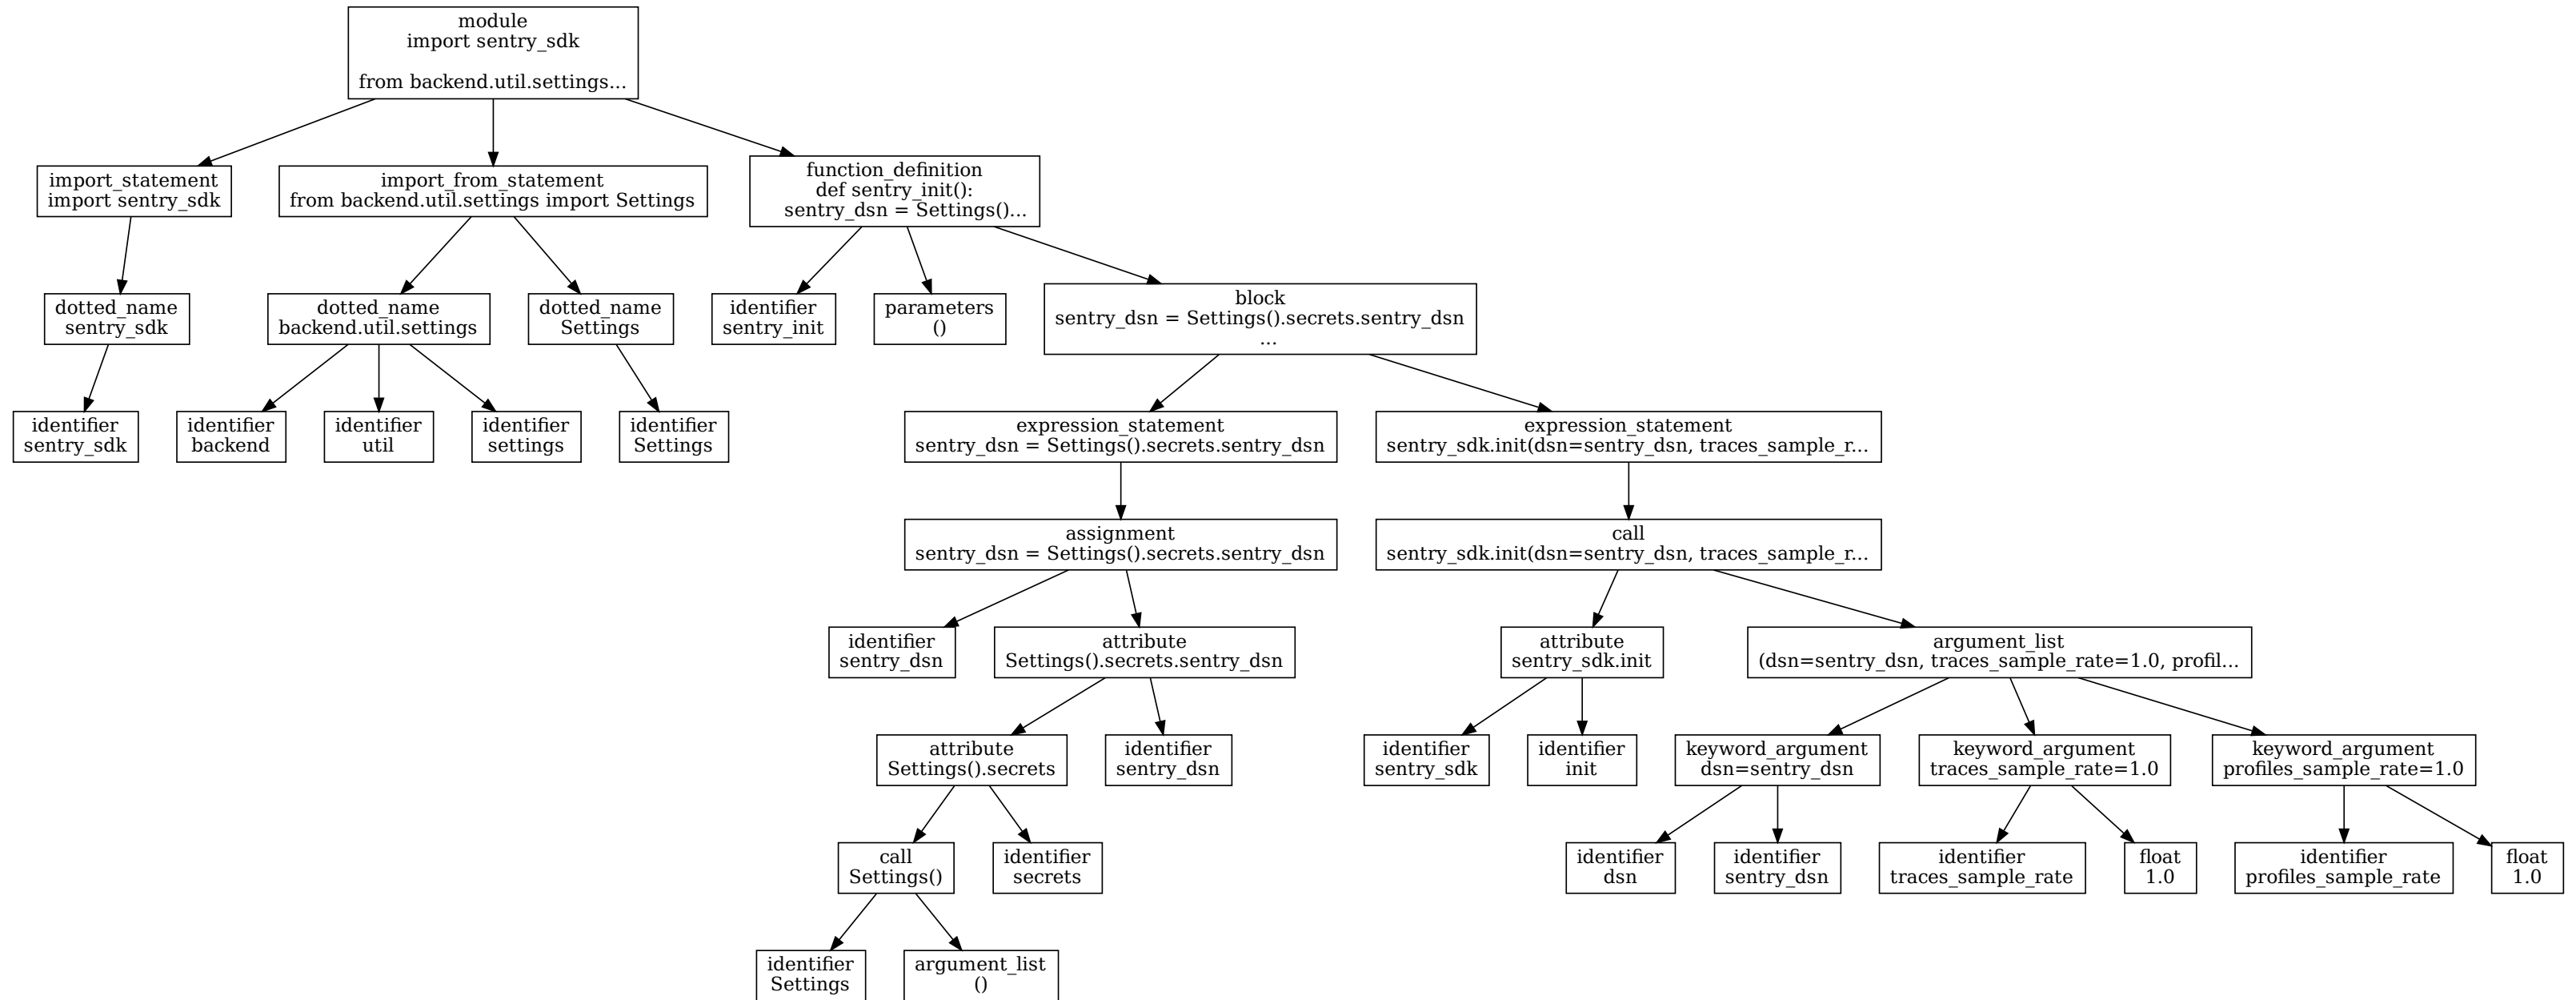 module
import sentry_sdk
from backend.util.settings...
import_statement
import sentry_sdk
import_from_statement
from backend.util.settings import Settings
function_definition
def sentry_init():
sentry_dsn = Settings()...
dotted_name
sentry_sdk
dotted_name
backend.util.settings
dotted_name
Settings
identifier
sentry_init
parameters
()
block
sentry_dsn = Settings().secrets.sentry_dsn
...
identifier
sentry_sdk
identifier
backend
identifier
util
identifier
settings
identifier
Settings
expression_statement
sentry_dsn = Settings().secrets.sentry_dsn
expression_statement
sentry_sdk.init(dsn=sentry_dsn, traces_sample_r...
assignment
sentry_dsn = Settings().secrets.sentry_dsn
call
sentry_sdk.init(dsn=sentry_dsn, traces_sample_r...
identifier
sentry_dsn
attribute
Settings().secrets.sentry_dsn
attribute
sentry_sdk.init
argument_list
(dsn=sentry_dsn, traces_sample_rate=1.0, profil...
attribute
Settings().secrets
identifier
sentry_dsn
identifier
sentry_sdk
identifier
init
keyword_argument
dsn=sentry_dsn
keyword_argument
traces_sample_rate=1.0
keyword_argument
profiles_sample_rate=1.0
call
Settings()
identifier
secrets
identifier
dsn
identifier
sentry_dsn
identifier
traces_sample_rate
float
1.0
identifier
profiles_sample_rate
float
1.0
identifier
Settings
argument_list
()